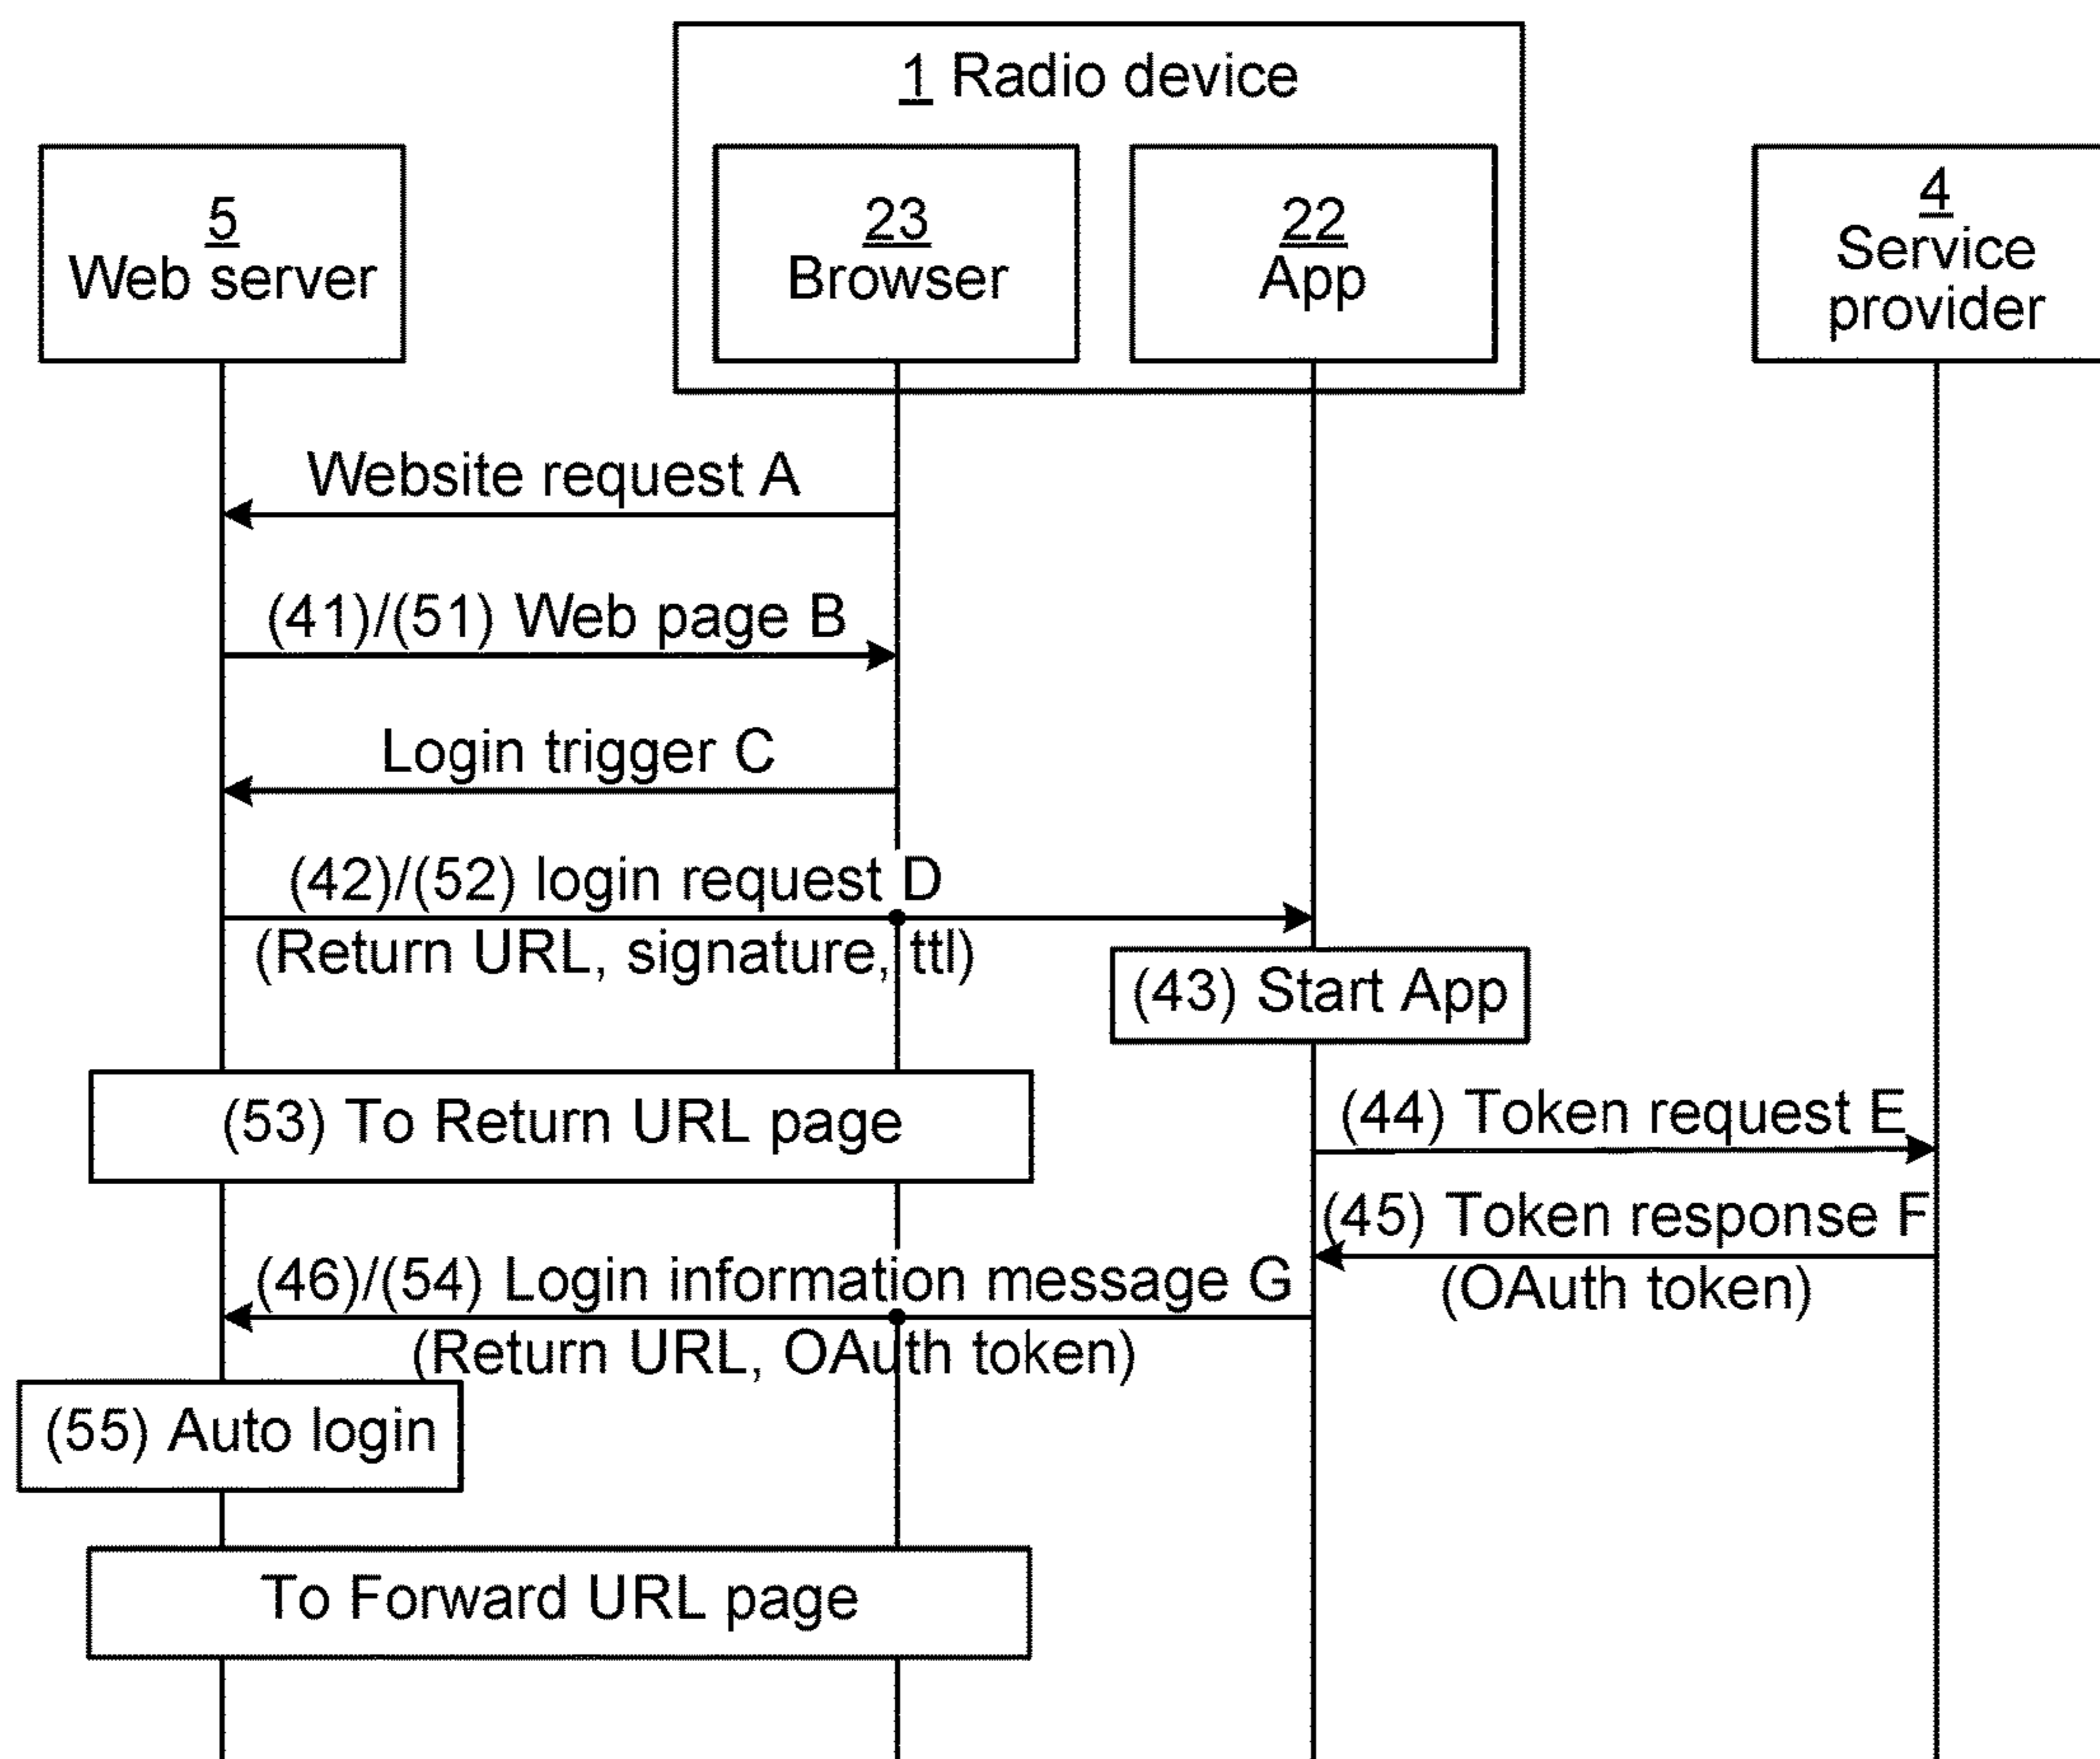 1 Radio device
5
Web server
23
Browser
22
App
4
Service
provider
Website request A
(41)/(51) Web page B
Login trigger C
(42)/(52) login request D
(Return URL, signature, ttl)
(43) Start App
(53) To Return URL page
(44) Token request E
(45) Token response F
(OAuth token)
(46)/(54) Login information message G
(Return URL, OAuth token)
(55) Auto login
To Forward URL page